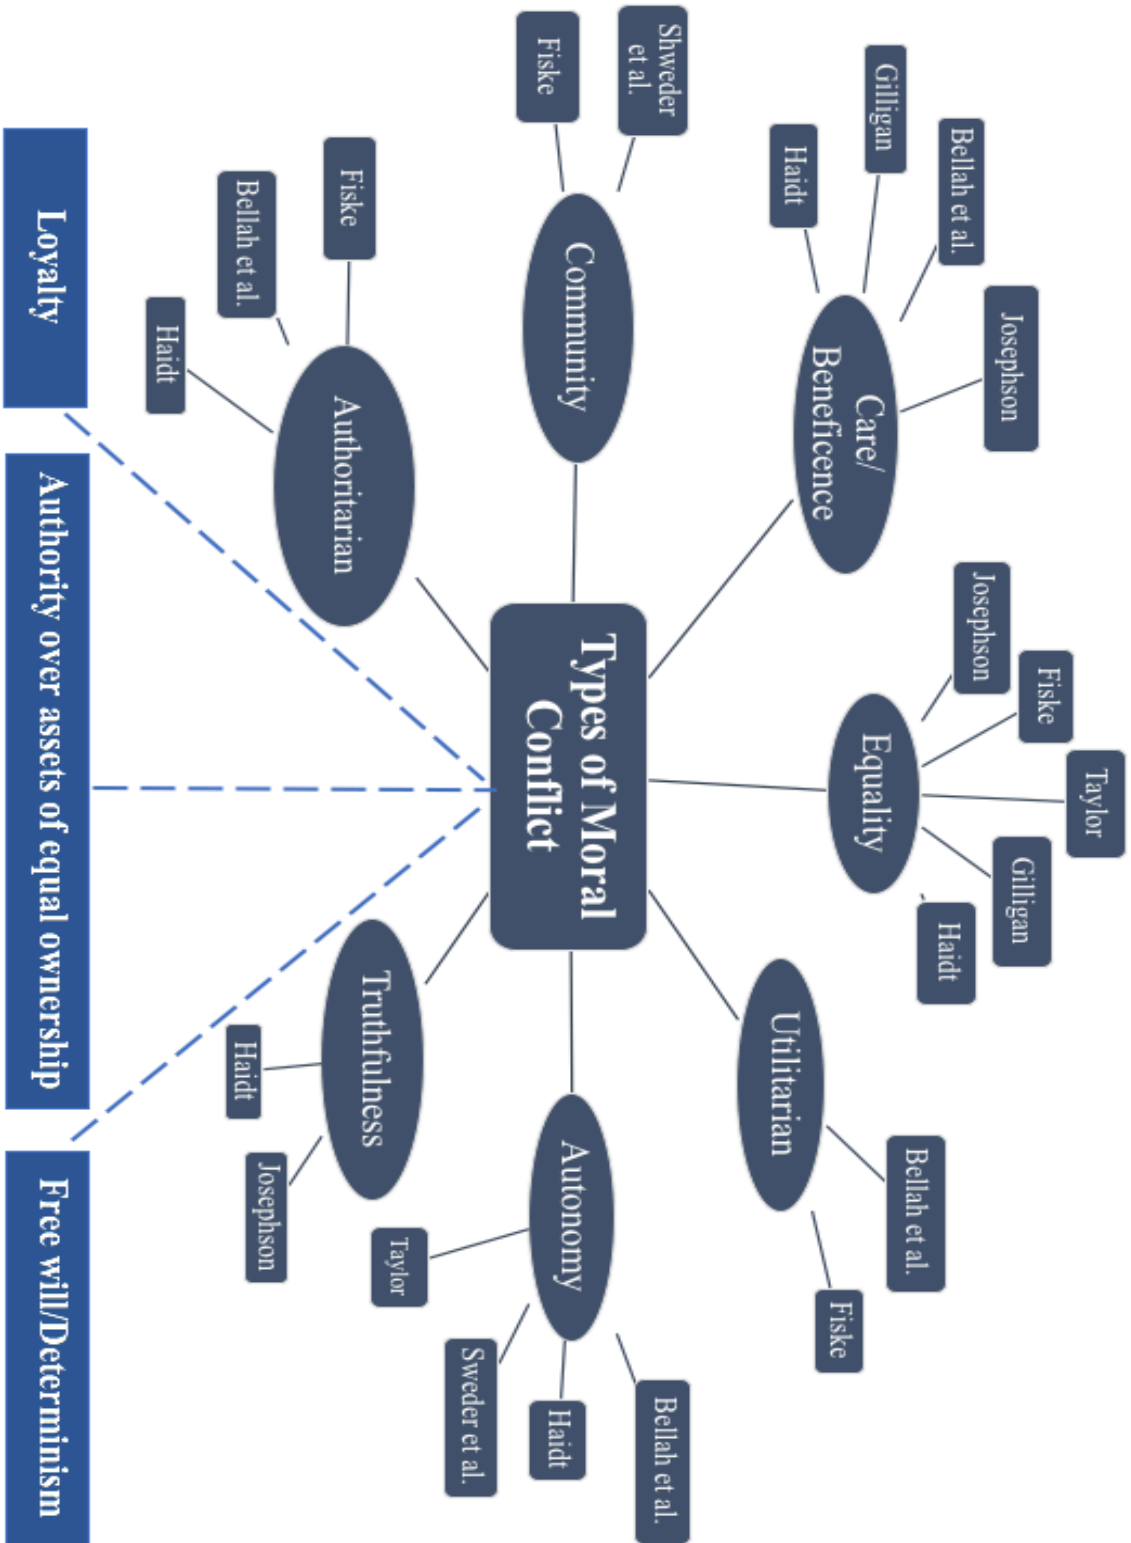 Josephson
Fiske
Taylor
Gilligan
Haidt
Equality
Bellah et al.
Josephson
Gilligan
Haidt
Care/
Beneficence
Utilitarian
Bellah et al.
Fiske
Shweder
et al.
Fiske
Community
Types of Moral
Conflict
Autonomy
Bellah et al.
Haidt
Sweder et al.
Taylor
Fiske
Bellah et al.
Haidt
Authoritarian
Truthfulness
Haidt
Josephson
Loyalty
Authority over assets of equal ownership
Free will/Determinism